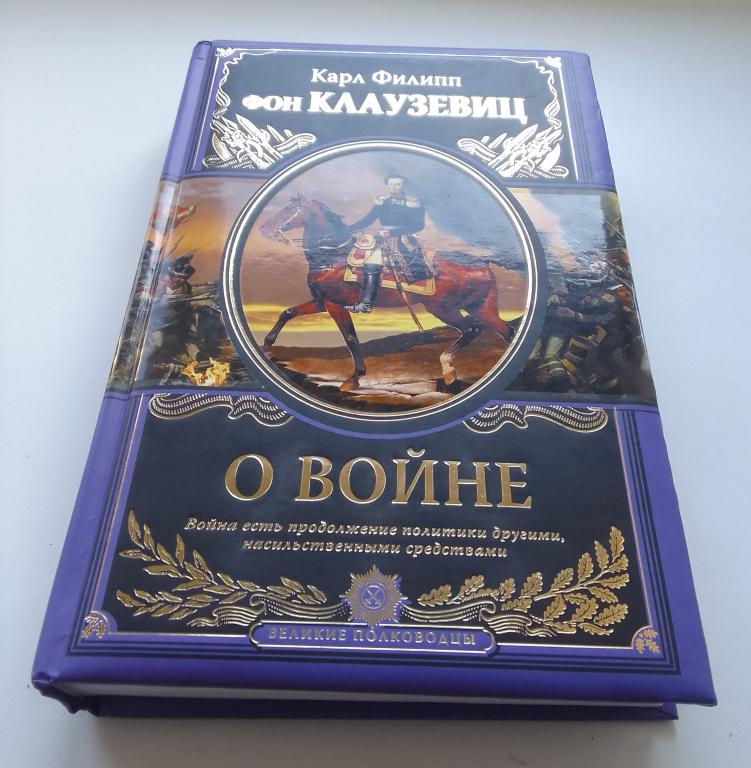 Карл Филипп
фон КЛАУЗЕВИЦ
О ВОЙНЕ
Война есть продолжение политики другими,
насильственными средствами
ВЕЛИКИЕ ПОЛКОВОДЦЫ